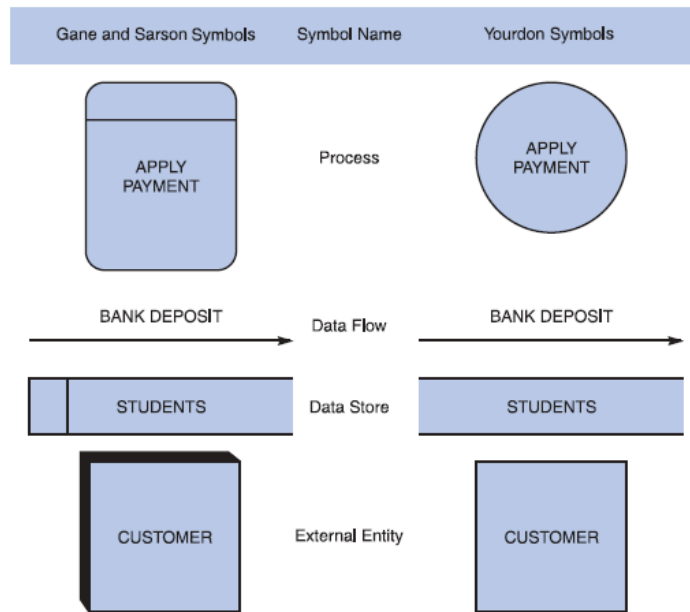 Gane and Sarson Symbols Symbol Name Yourdon Symbols
APPLY
PAYMENT
Process
APPLY
PAYMENT
BANK DEPOSIT
Data Flow
BANK DEPOSIT
STUDENTS
Data Store
STUDENTS
CUSTOMER
External Entity
CUSTOMER